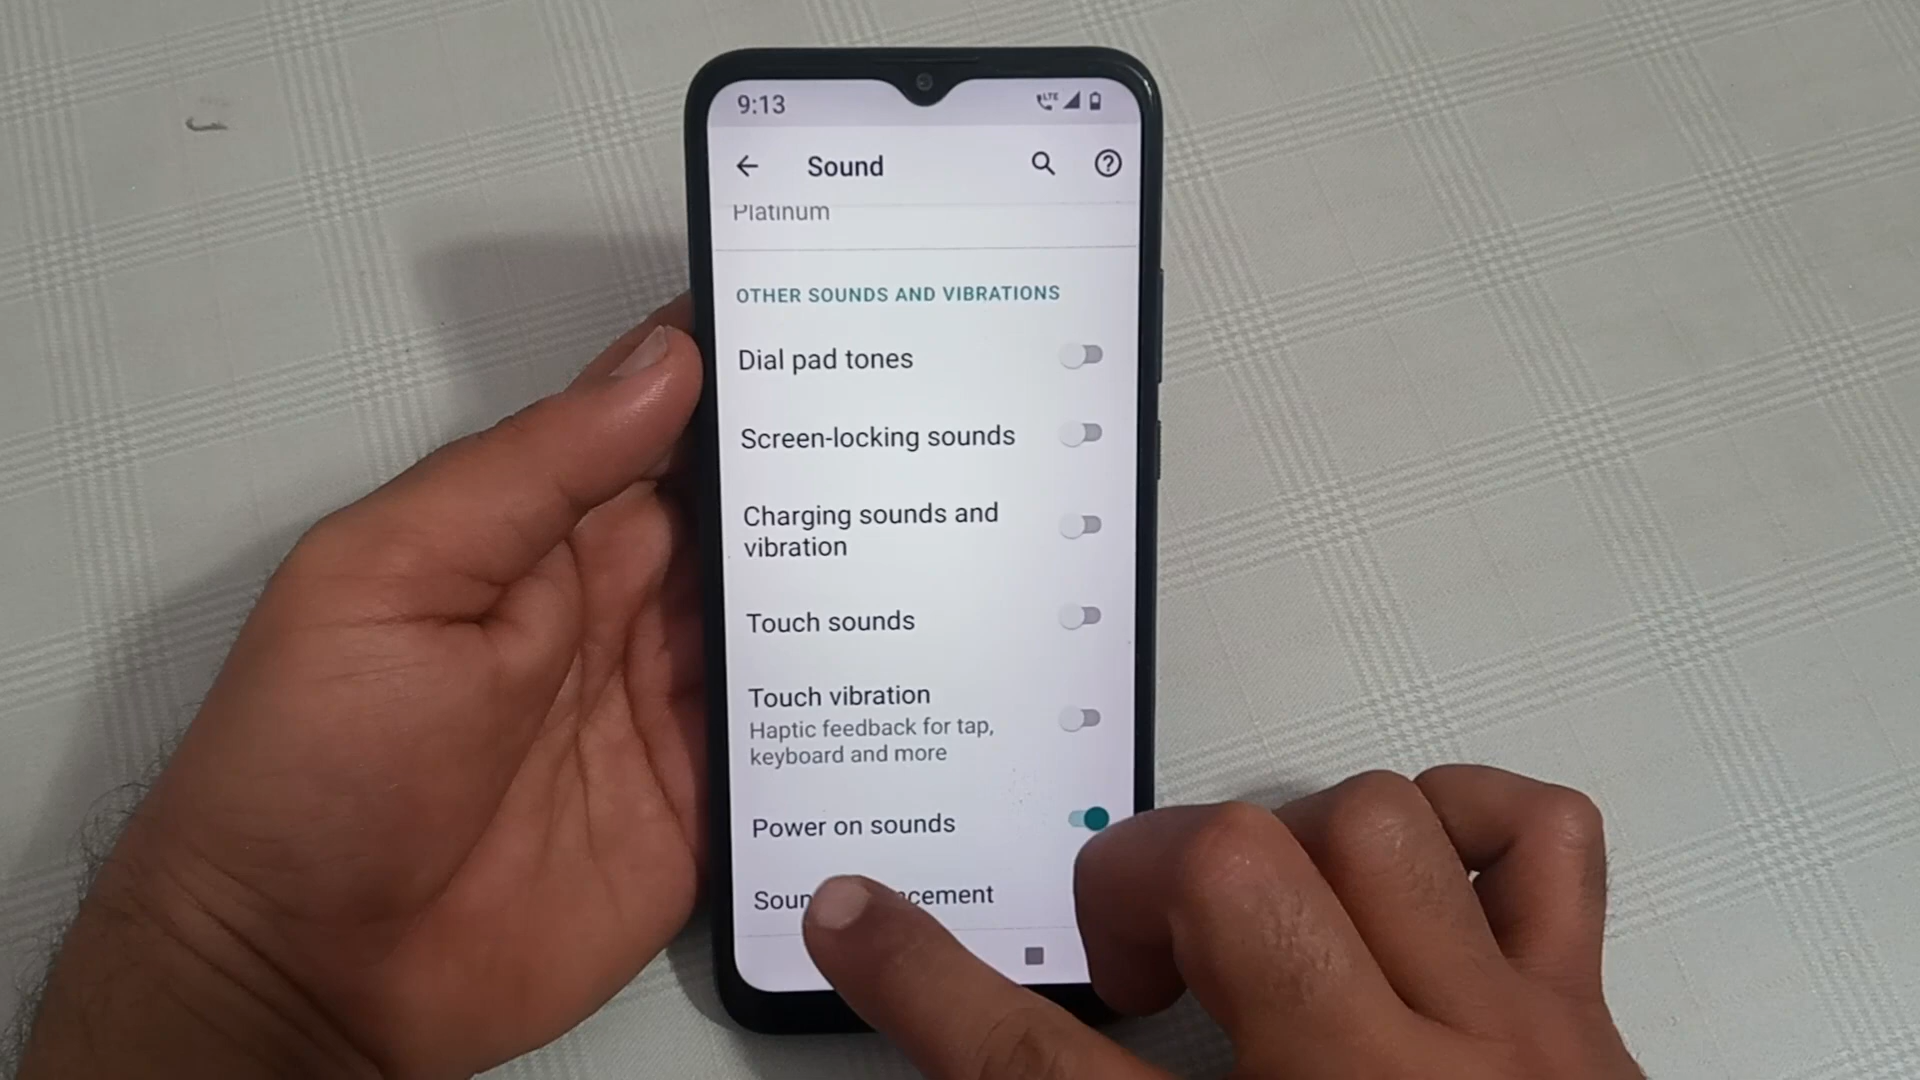 9:13
LTE
Sound
Platinum
OTHER SOUNDS AND VIBRATIONS
Dial pad tones
Screen-locking sounds
Charging sounds and
vibration
Touch sounds
Touch vibration
Haptic feedback for tap,
keyboard and more
Power on sounds